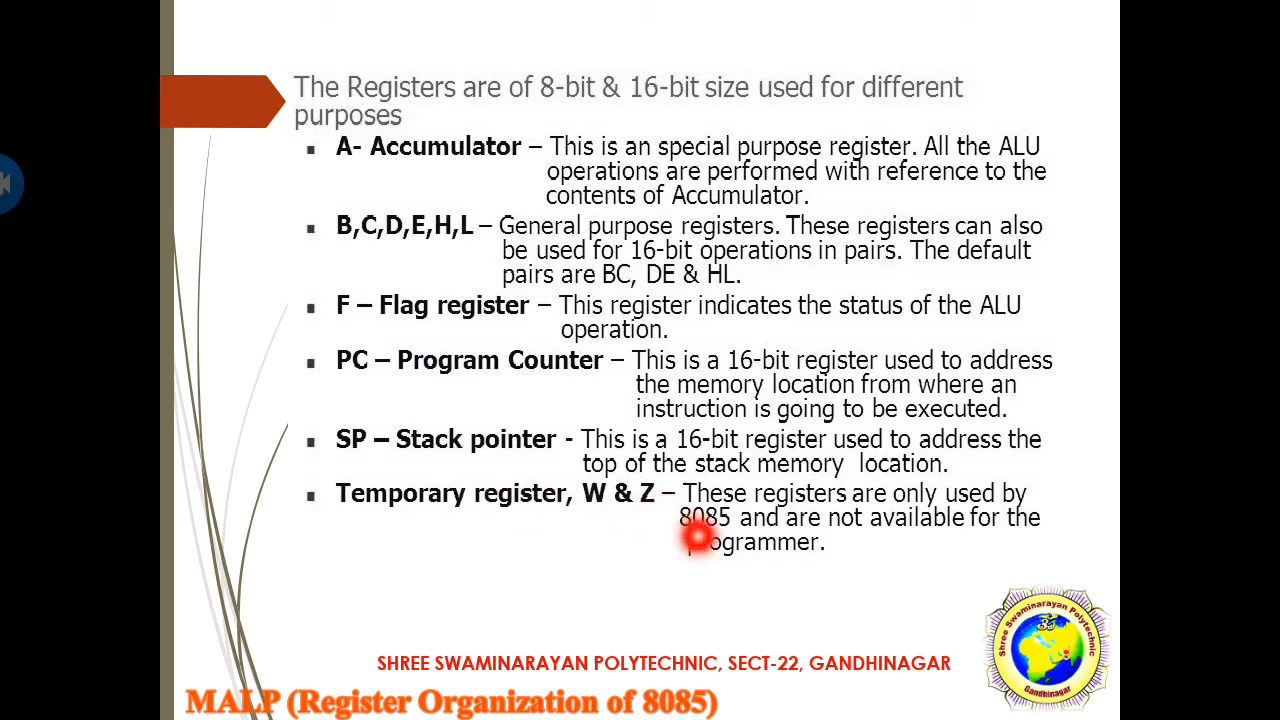 The Registers are of 8-bit & 16-bit size used for different
purposes
A- Accumulator – This is an special purpose register. All the ALU
operations are performed with reference to the
contents of Accumulator.
B,C,D,E,H,L – General purpose registers. These registers can also
be used for 16-bit operations in pairs. The default
pairs are BC, DE & HL.
F – Flag register – This register indicates the status of the ALU
operation.
PC – Program Counter – This is a 16-bit register used to address
the memory location from where an
instruction is going to be executed.
SP – Stack pointer - This is a 16-bit register used to address the
top of the stack memory location.
Temporary register, W & Z – These registers are only used by
8085 and are not available for the
programmer.
Shree Swaminarayan Polytechnic
ॐ
Gandhinagar
SHREE SWAMINARAYAN POLYTECHNIC, SECT-22, GANDHINAGAR
MALP (Register Organization of 8085)